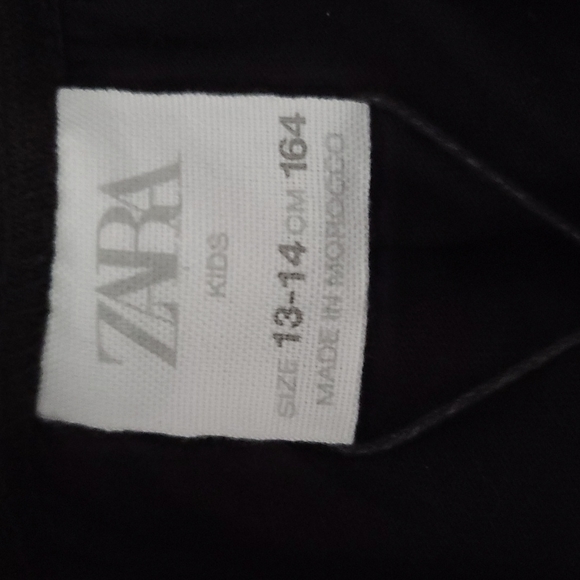 ZARA
KIDS
SIZE 13-14 CM 164
MADE IN MOROCCO